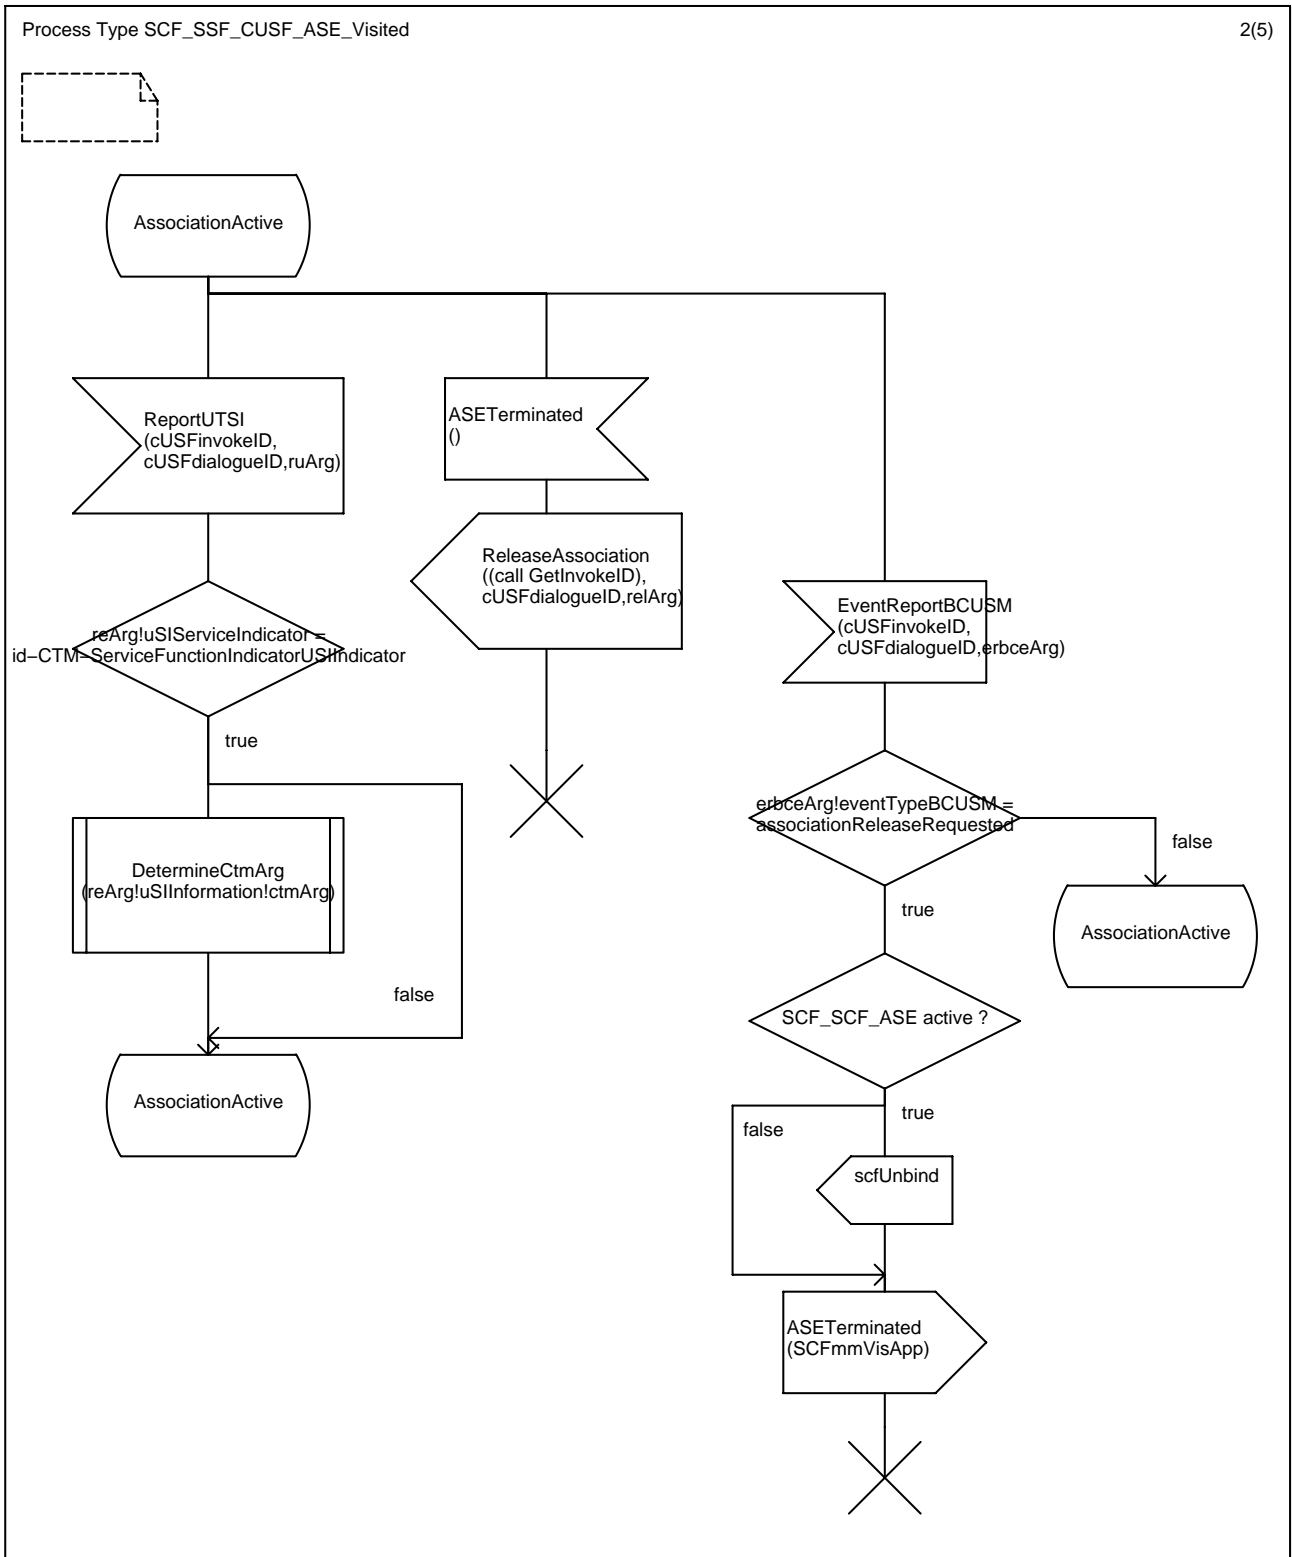 Process Type SCF_SSF_CUSF_ASE_Visited
2(5)
AssociationActive
ReportUTSI
(cUSFinvokeID,
cUSFdialogueID,ruArg)
ASETerminated
()
ReleaseAssociation
((call GetInvokeID),
cUSFdialogueID,relArg)
EventReportBCUSM
(cUSFinvokeID,
cUSFdialogueID,erbceArg)
reArg!uSIServiceIndicator =
id−CTM−ServiceFunctionIndicatorUSIIndicator
true
erbceArg!eventTypeBCUSM =
associationReleaseRequested
false
true
AssociationActive
DetermineCtmArg
(reArg!uSIInformation!ctmArg)
false
AssociationActive
SCF_SCF_ASE active ?
true
false
scfUnbind
ASETerminated
(SCFmmVisApp)